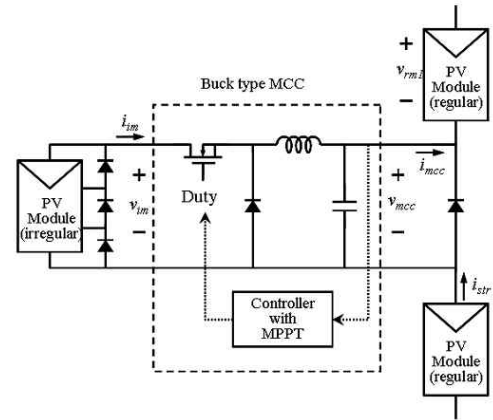 +
v_rm1
−
PV
Module
(regular)
Buck type MCC
i_im
i_mcc
PV
Module
(irregular)
+
v_im
−
Duty
+
v_mcc
−
Controller
with
MPPT
i_str
PV
Module
(regular)